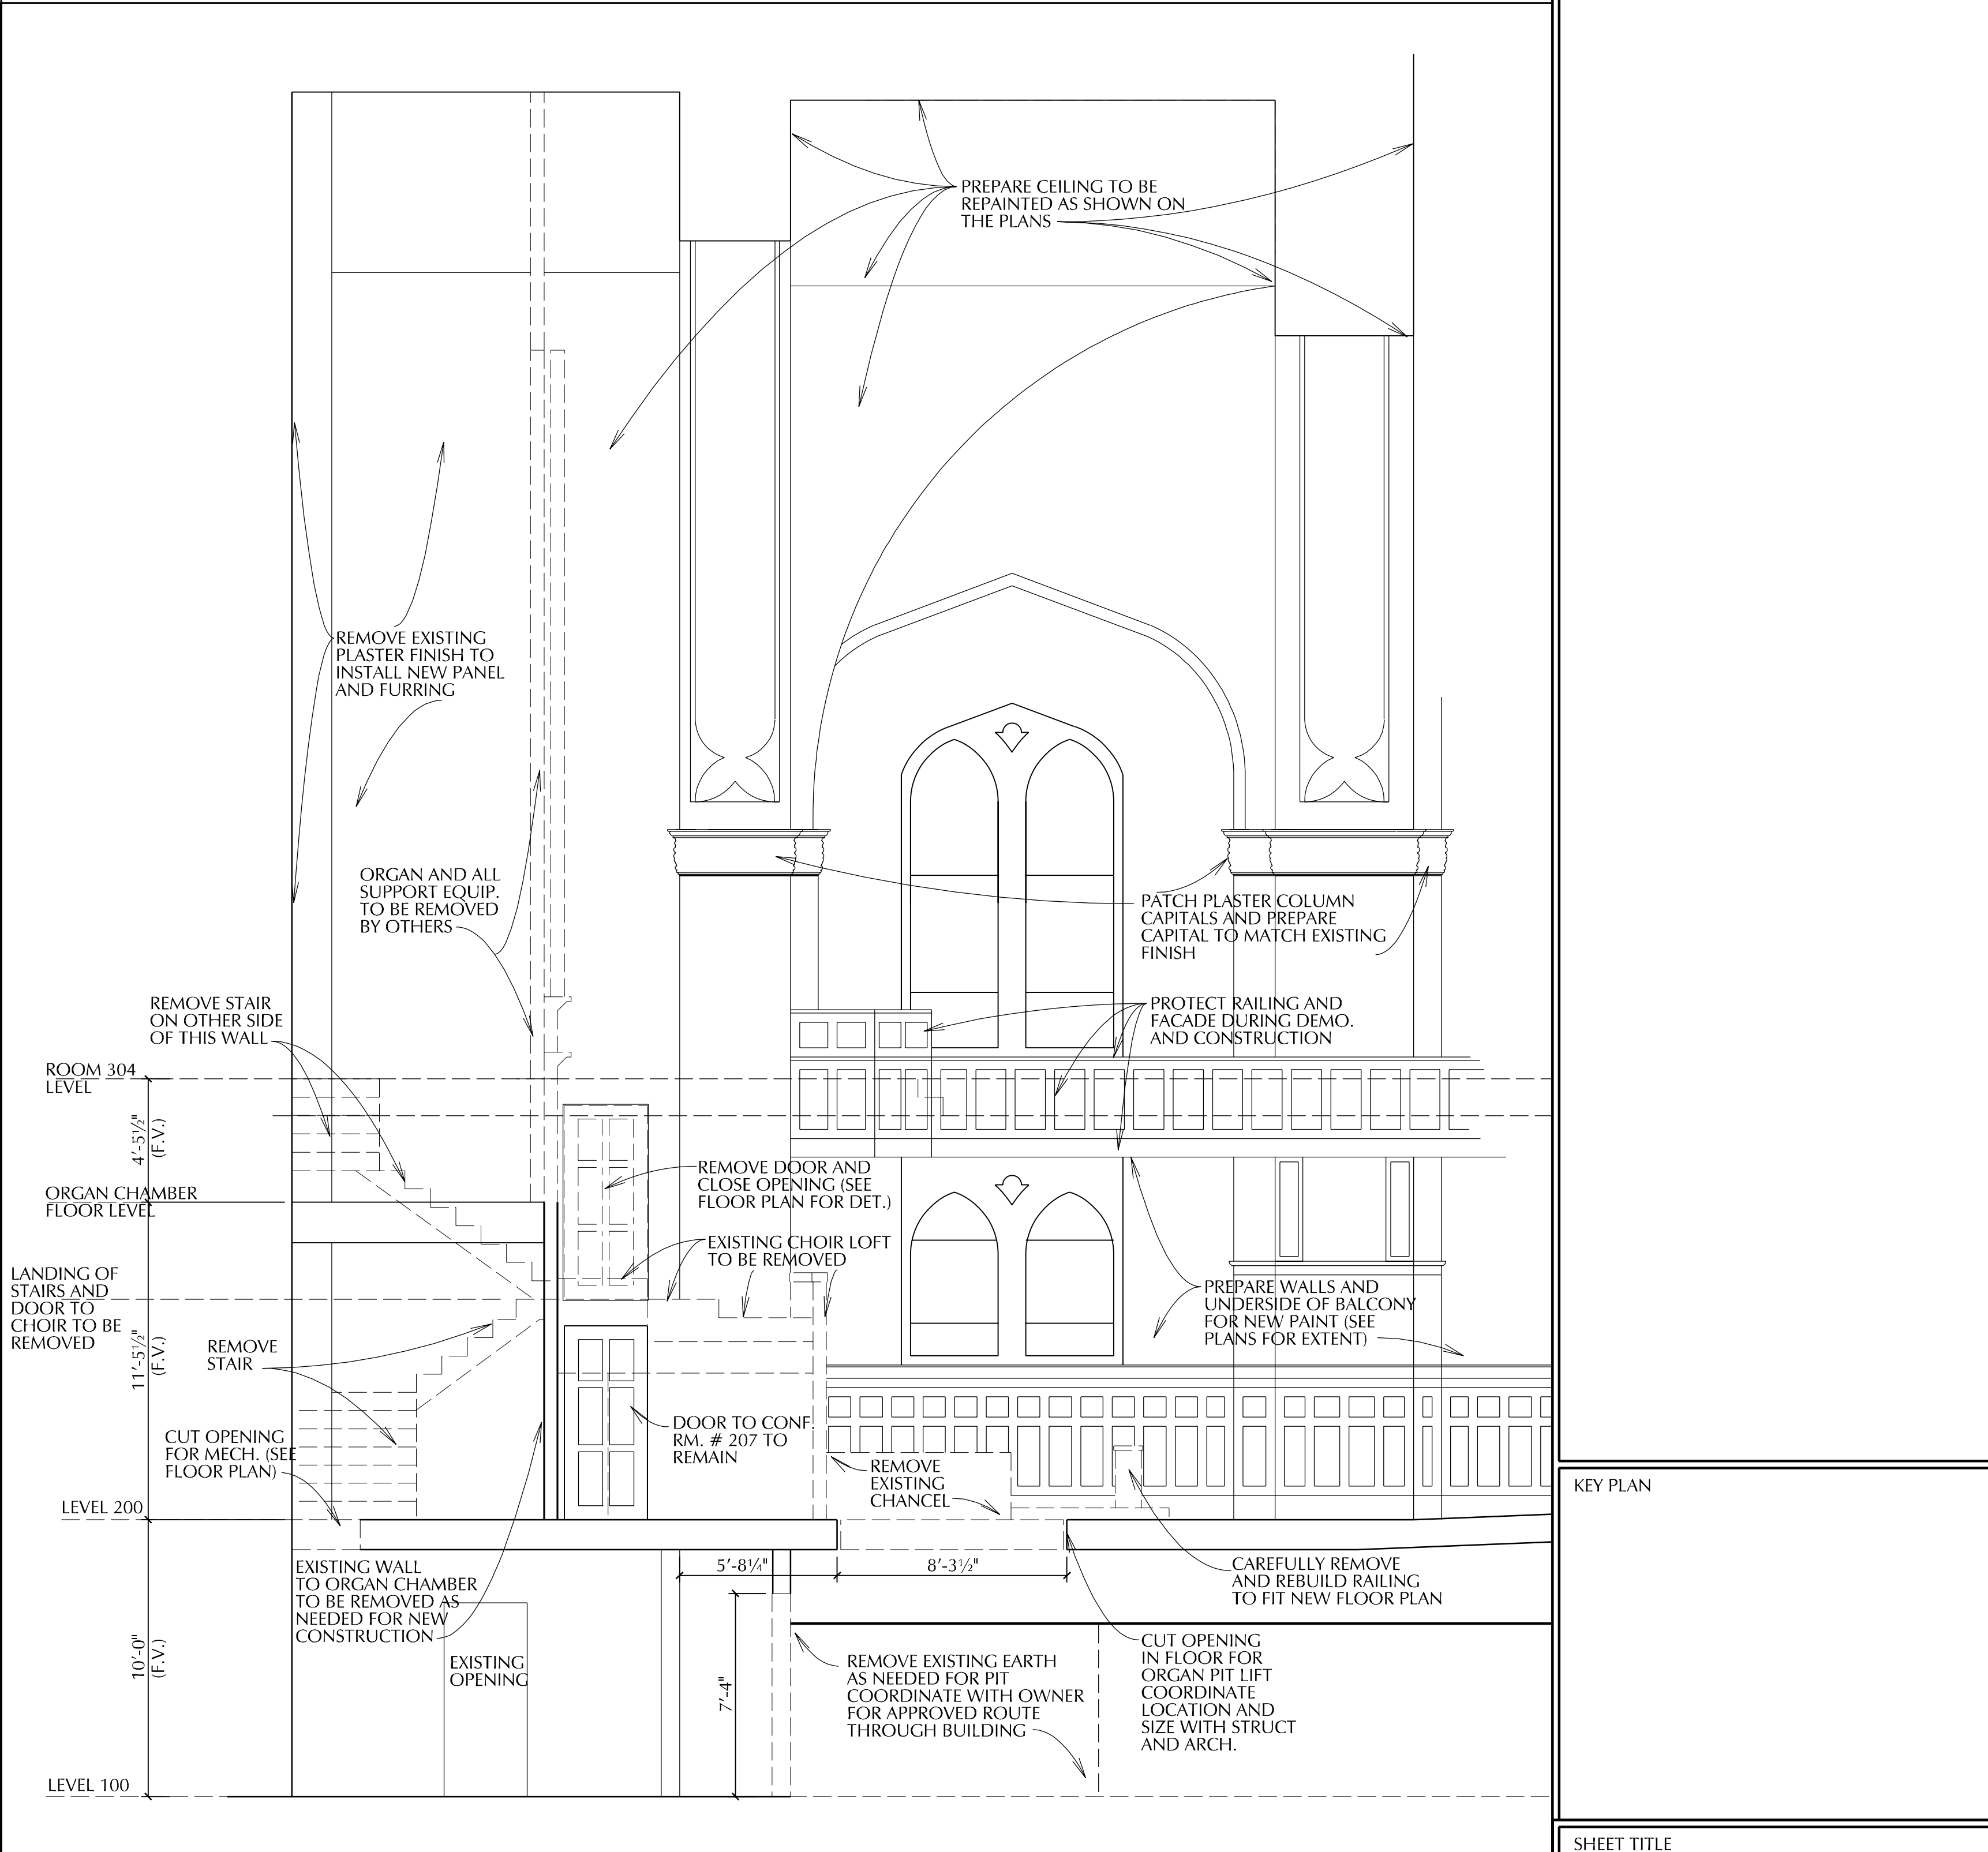 PREPARE CEILING TO BE
REPAINTED AS SHOWN ON
THE PLANS
REMOVE EXISTING
PLASTER FINISH TO
INSTALL NEW PANEL
AND FURRING
ORGAN AND ALL
SUPPORT EQUIP.
TO BE REMOVED
BY OTHERS
PATCH PLASTER COLUMN
CAPITALS AND PREPARE
CAPITAL TO MATCH EXISTING
FINISH
REMOVE STAIR
ON OTHER SIDE
OF THIS WALL
PROTECT RAILING AND
FACADE DURING DEMO.
AND CONSTRUCTION
ROOM 304
LEVEL
4'-5½"
(F.V.)
REMOVE DOOR AND
CLOSE OPENING (SEE
FLOOR PLAN FOR DET.)
ORGAN CHAMBER
FLOOR LEVEL
EXISTING CHOIR LOFT
TO BE REMOVED
LANDING OF
STAIRS AND
DOOR TO
CHOIR TO BE
REMOVED
11'-5½"
(F.V.)
PREPARE WALLS AND
UNDERSIDE OF BALCONY
FOR NEW PAINT (SEE
PLANS FOR EXTENT)
REMOVE
STAIR
DOOR TO CONF.
RM. # 207 TO
REMAIN
CUT OPENING
FOR MECH. (SEE
FLOOR PLAN)
REMOVE
EXISTING
CHANCEL
KEY PLAN
LEVEL 200
EXISTING WALL
TO ORGAN CHAMBER
TO BE REMOVED AS
NEEDED FOR NEW
CONSTRUCTION
5'-8¼"
8'-3½"
CAREFULLY REMOVE
AND REBUILD RAILING
TO FIT NEW FLOOR PLAN
10'-0"
(F.V.)
EXISTING
OPENING
7'-4"
REMOVE EXISTING EARTH
AS NEEDED FOR PIT
COORDINATE WITH OWNER
FOR APPROVED ROUTE
THROUGH BUILDING
CUT OPENING
IN FLOOR FOR
ORGAN PIT LIFT
COORDINATE
LOCATION AND
SIZE WITH STRUCT
AND ARCH.
LEVEL 100
SHEET TITLE